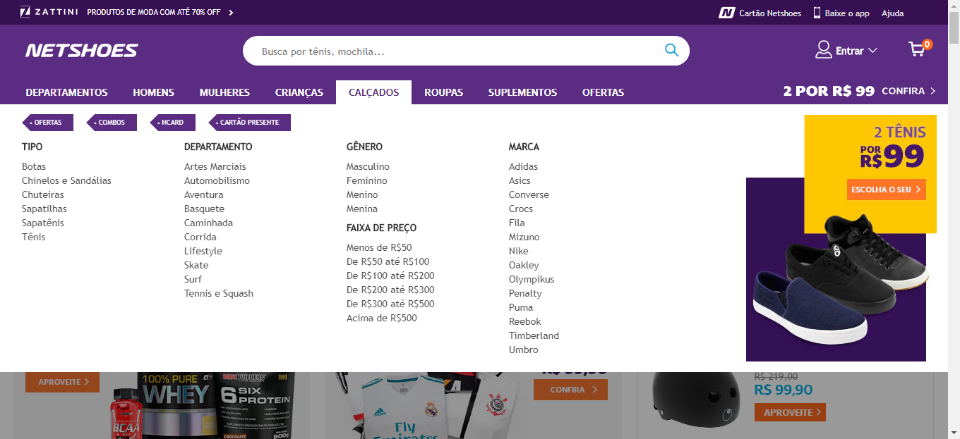 ZATTINI PRODUTOS DE MODA COM ATÉ 70% OFF
Cartão Netshoes Baixe o app Ajuda
NETSHOES
Busca por tênis, mochila...
Entrar
0
DEPARTAMENTOS HOMENS MULHERES CRIANÇAS CALÇADOS ROUPAS SUPLEMENTOS OFERTAS
2 POR R$ 99 CONFIRA
OFERTAS COMBOS NCARD CARTÃO PRESENTE
TIPO
Botas
Chinelos e Sandálias
Chuteiras
Sapatilhas
Sapatênis
Tênis
DEPARTAMENTO
Artes Marciais
Automobilismo
Aventura
Basquete
Caminhada
Corrida
Lifestyle
Skate
Surf
Tennis e Squash
GÊNERO
Masculino
Feminino
Menino
Menina
FAIXA DE PREÇO
Menos de R$50
De R$50 até R$100
De R$100 até R$200
De R$200 até R$300
De R$300 até R$500
Acima de R$500
MARCA
Adidas
Asics
Converse
Crocs
Fila
Mizuno
Nike
Oakley
Olympikus
Penalty
Puma
Reebok
Timberland
Umbro
2 TÊNIS
POR
R$99
ESCOLHA O SEU
APROVEITE
100% PURE
WHEY
BCAA
6 SIX
PROTEIN
CHOCOLATE
900g
Fly
Emirates
CONFIRA
R$ 219,00
R$ 99,90
APROVEITE